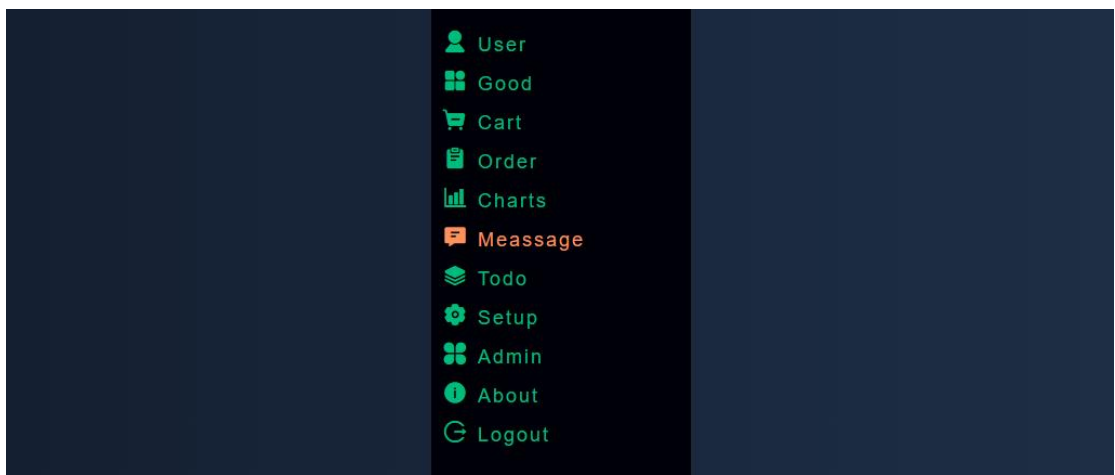 User
Good
Cart
Order
Charts
Meassage
Todo
Setup
Admin
About
Logout